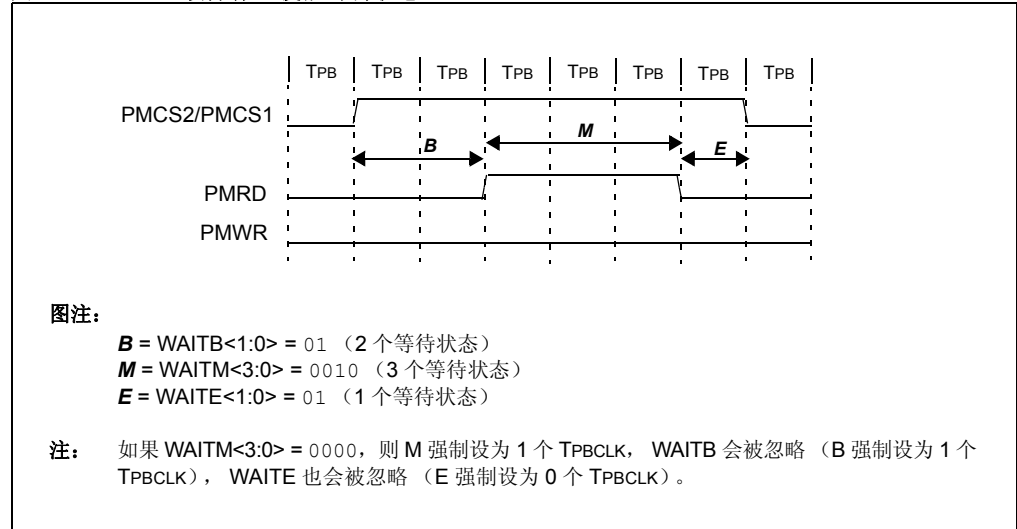 TPB TPB TPB TPB TPB TPB TPB TPB
PMCS2/PMCS1
B M E
PMRD
PMWR
图注：
B = WAITB<1:0> = 01 （2 个等待状态）
M = WAITM<3:0> = 0010 （3 个等待状态）
E = WAITE<1:0> = 01 （1 个等待状态）
注： 如果 WAITM<3:0> = 0000，则 M 强制设为 1 个 TPBCLK， WAITB 会被忽略 （B 强制设为 1 个
TPBCLK）， WAITE 也会被忽略 （E 强制设为 0 个 TPBCLK）。